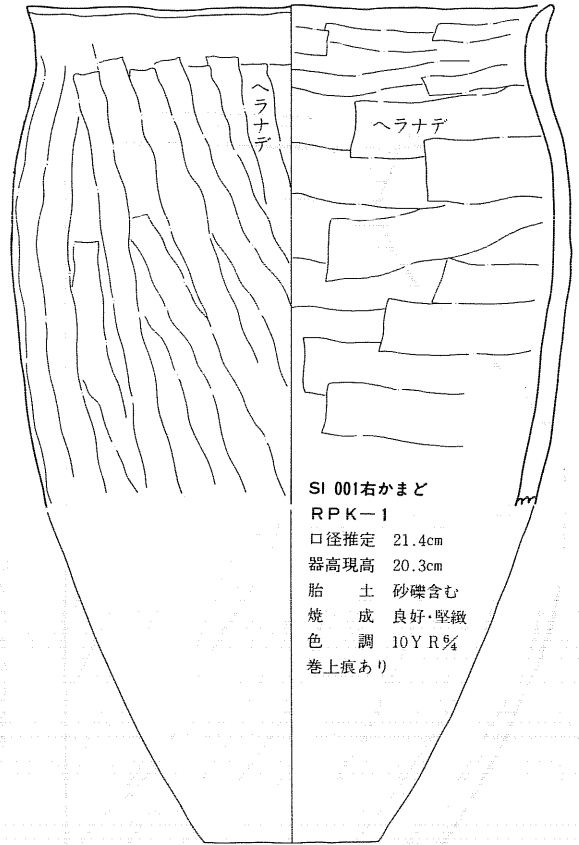 ヘラナデ
ヘラナデ
SI 001右かまど
RPK－1
口径推定 21.4cm
器高現高 20.3cm
胎　　土 砂礫含む
焼　　成 良好・堅緻
色　　調 10YR6/4
巻上痕あり